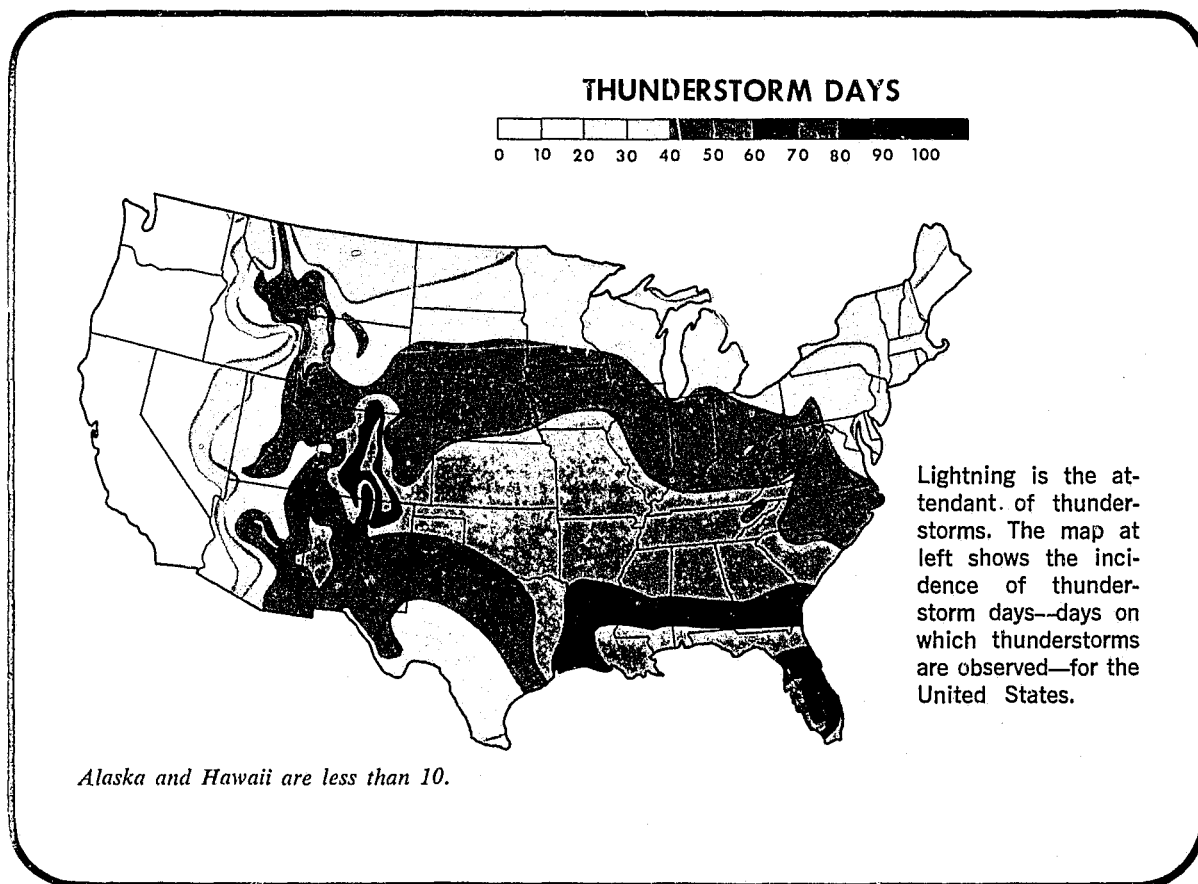 THUNDERSTORM DAYS
0 10 20 30 40 50 60 70 80 90 100
Lightning is the at-
tendant. of thunder-
storms. The map at
left shows the inci-
dence of thunder-
storm days--days on
which thunderstorms
are observed—for the
United States.
Alaska and Hawaii are less than 10.